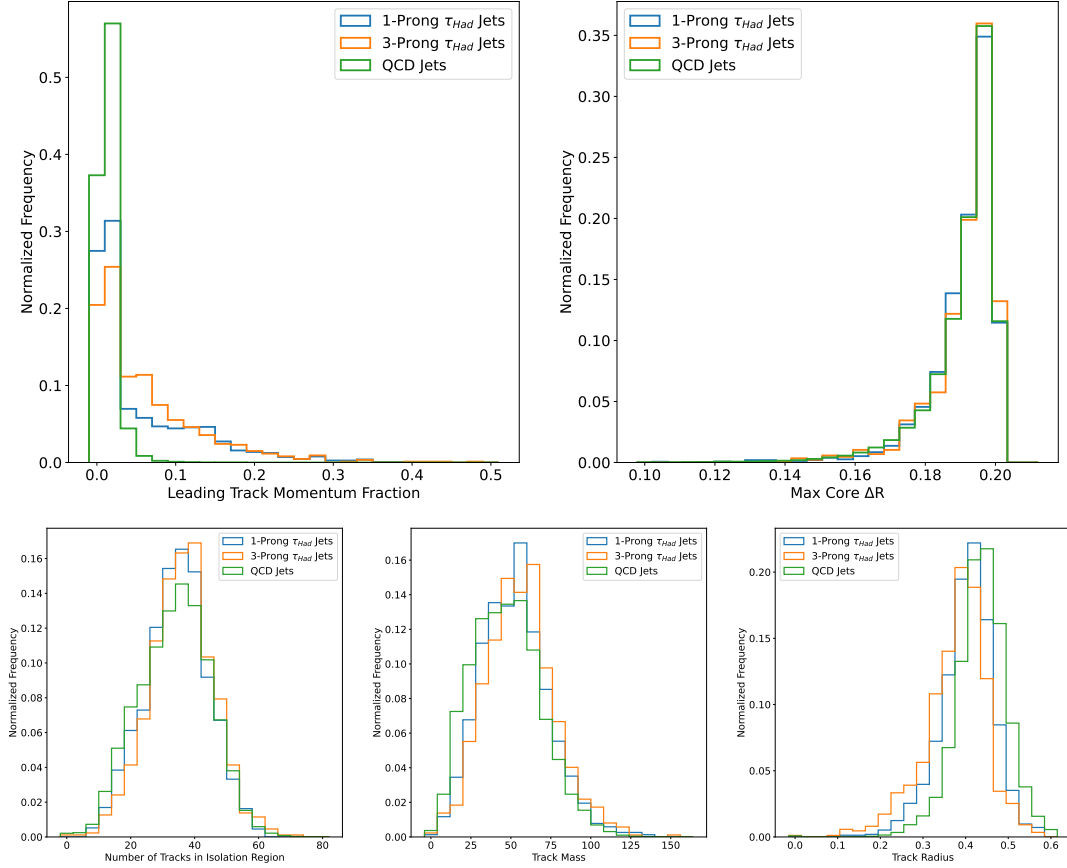 1-Prong τHad Jets
3-Prong τHad Jets
QCD Jets
Normalized Frequency
0.5
0.4
0.3
0.2
0.1
0.0
0.0 0.1 0.2 0.3 0.4 0.5
Leading Track Momentum Fraction
1-Prong τHad Jets
3-Prong τHad Jets
QCD Jets
Normalized Frequency
0.35
0.30
0.25
0.20
0.15
0.10
0.05
0.00
0.10 0.12 0.14 0.16 0.18 0.20
Max Core ΔR
1-Prong τHad Jets
3-Prong τHad Jets
QCD Jets
Normalized Frequency
0.16
0.14
0.12
0.10
0.08
0.06
0.04
0.02
0.00
0 20 40 60 80
Number of Tracks in Isolation Region
1-Prong τHad Jets
3-Prong τHad Jets
QCD Jets
Normalized Frequency
0.16
0.14
0.12
0.10
0.08
0.06
0.04
0.02
0.00
0 25 50 75 100 125 150
Track Mass
1-Prong τHad Jets
3-Prong τHad Jets
QCD Jets
Normalized Frequency
0.20
0.15
0.10
0.05
0.00
0.0 0.1 0.2 0.3 0.4 0.5 0.6
Track Radius